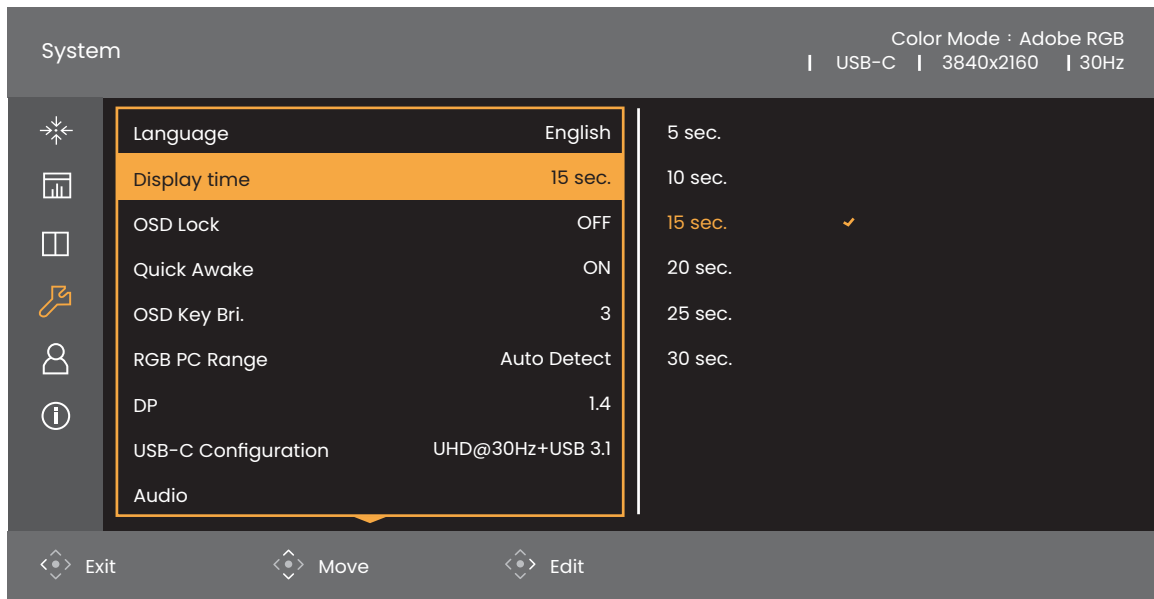 System
Color Mode : Adobe RGB
| USB-C | 3840x2160 | 30Hz
Language English
Display time 15 sec.
OSD Lock OFF
Quick Awake ON
OSD Key Bri. 3
RGB PC Range Auto Detect
DP 1.4
USB-C Configuration UHD@30Hz+USB 3.1
Audio
5 sec.
10 sec.
15 sec.
20 sec.
25 sec.
30 sec.
Exit Move Edit